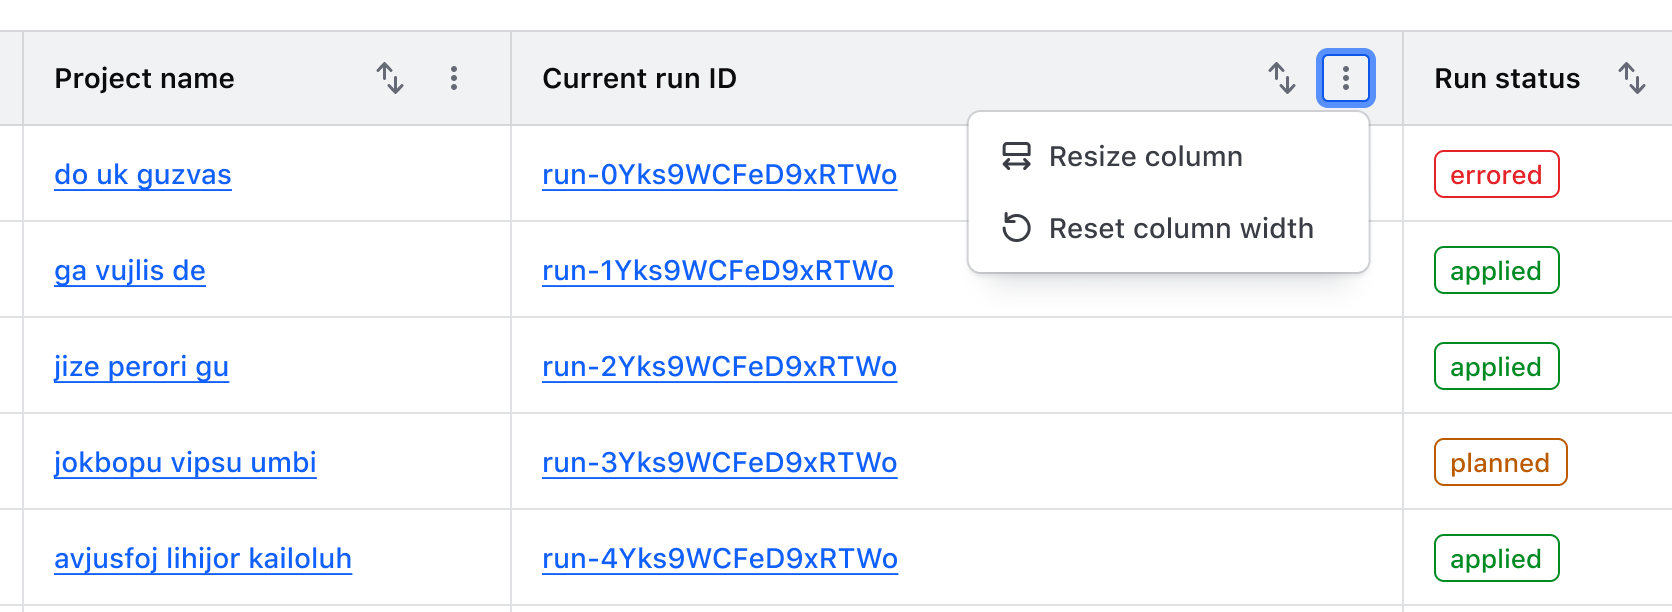 Project name
Current run ID
Run status
Resize column
Reset column width
do uk guzvas
run-0Yks9WCFeD9xRTWo
errored
ga vujlis de
run-1Yks9WCFeD9xRTWo
applied
jize perori gu
run-2Yks9WCFeD9xRTWo
applied
jokbopu vipsu umbi
run-3Yks9WCFeD9xRTWo
planned
avjusfoj lihijor kailoluh
run-4Yks9WCFeD9xRTWo
applied